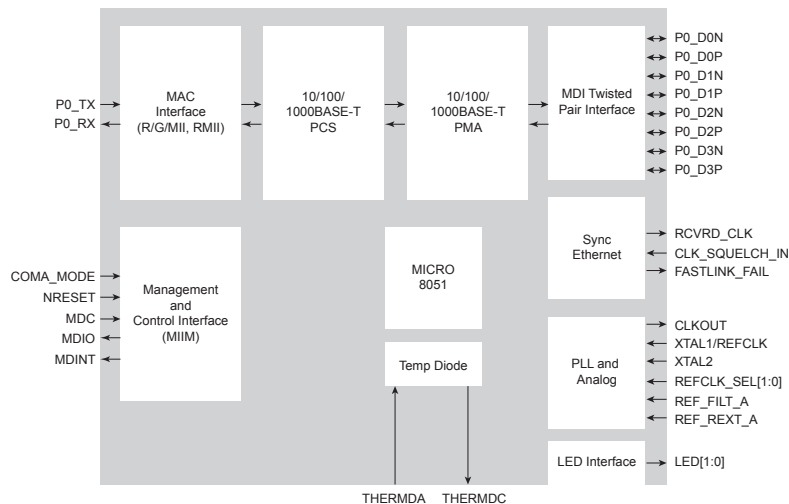 P0_TX
P0_RX
MAC
Interface
(R/G/MII, RMII)
10/100/
1000BASE-T
PCS
10/100/
1000BASE-T
PMA
MDI Twisted
Pair Interface
P0_D0N
P0_D0P
P0_D1N
P0_D1P
P0_D2N
P0_D2P
P0_D3N
P0_D3P
COMA_MODE
NRESET
MDC
MDIO
MDINT
Management
and
Control Interface
(MIIM)
MICRO
8051
Temp Diode
Sync
Ethernet
RCVRD_CLK
CLK_SQUELCH_IN
FASTLINK_FAIL
PLL and
Analog
CLKOUT
XTAL1/REFCLK
XTAL2
REFCLK_SEL[1:0]
REF_FILT_A
REF_REXT_A
LED Interface
LED[1:0]
THERMDA
THERMDC